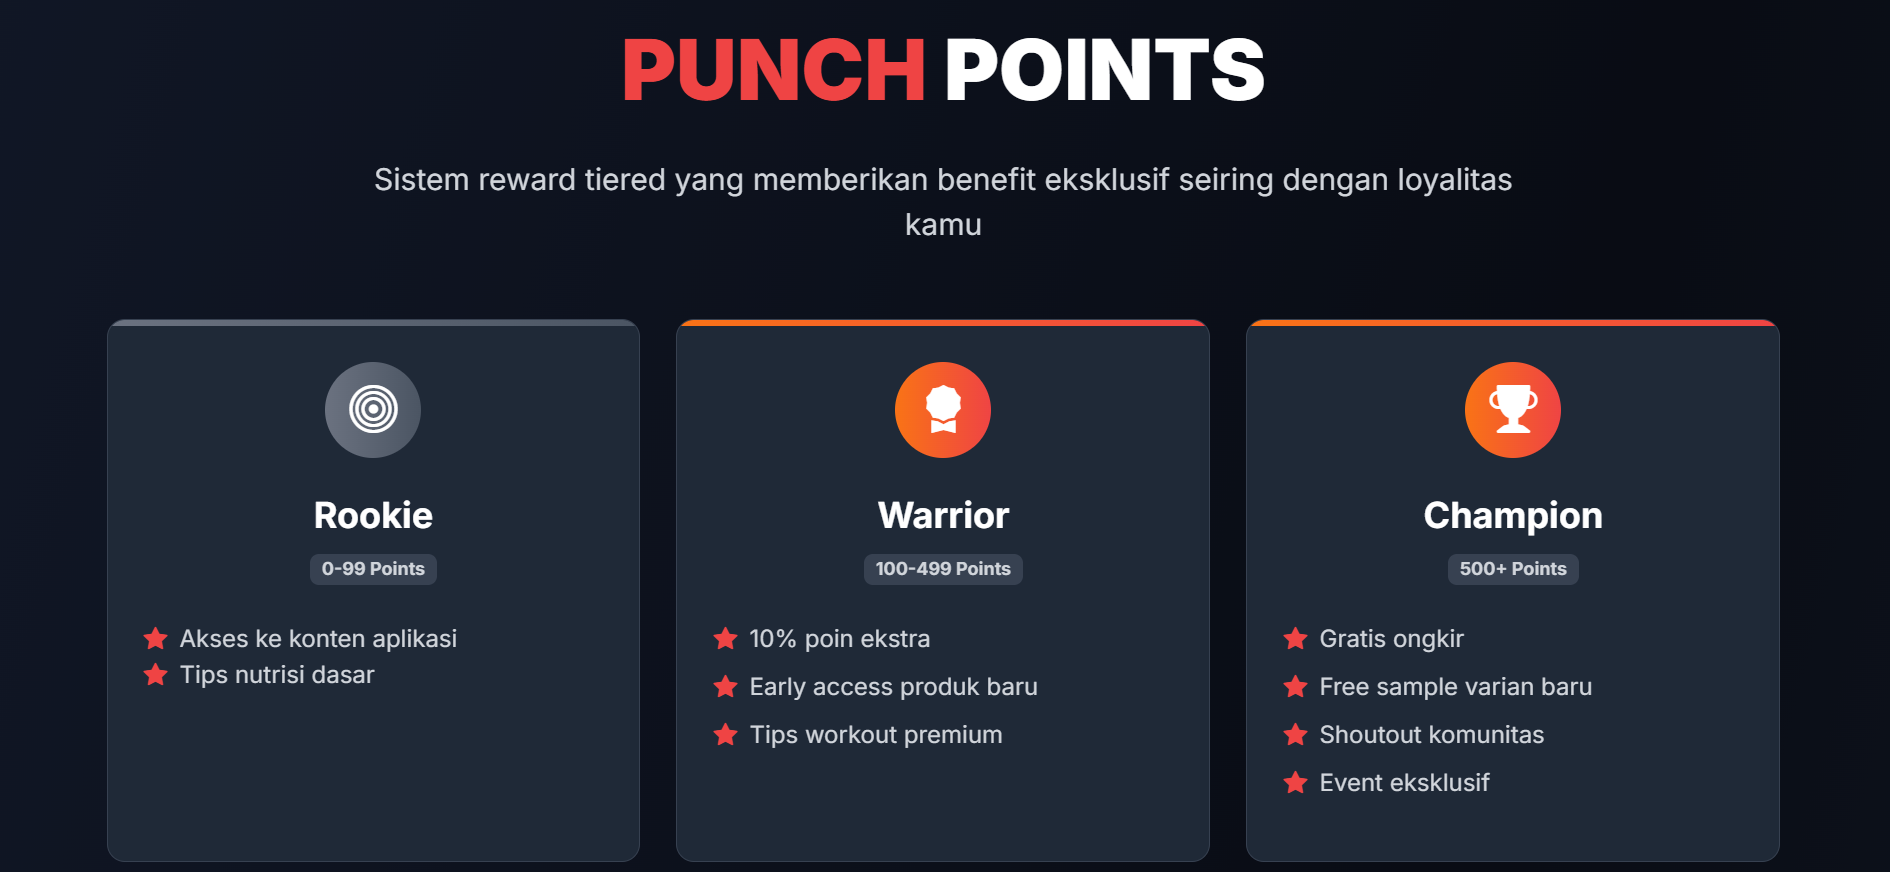 PUNCH POINTS
Sistem reward tiered yang memberikan benefit eksklusif seiring dengan loyalitas
kamu
Rookie
0-99 Points
Akses ke konten aplikasi
Tips nutrisi dasar
Warrior
100-499 Points
10% poin ekstra
Early access produk baru
Tips workout premium
Champion
500+ Points
Gratis ongkir
Free sample varian baru
Shoutout komunitas
Event eksklusif